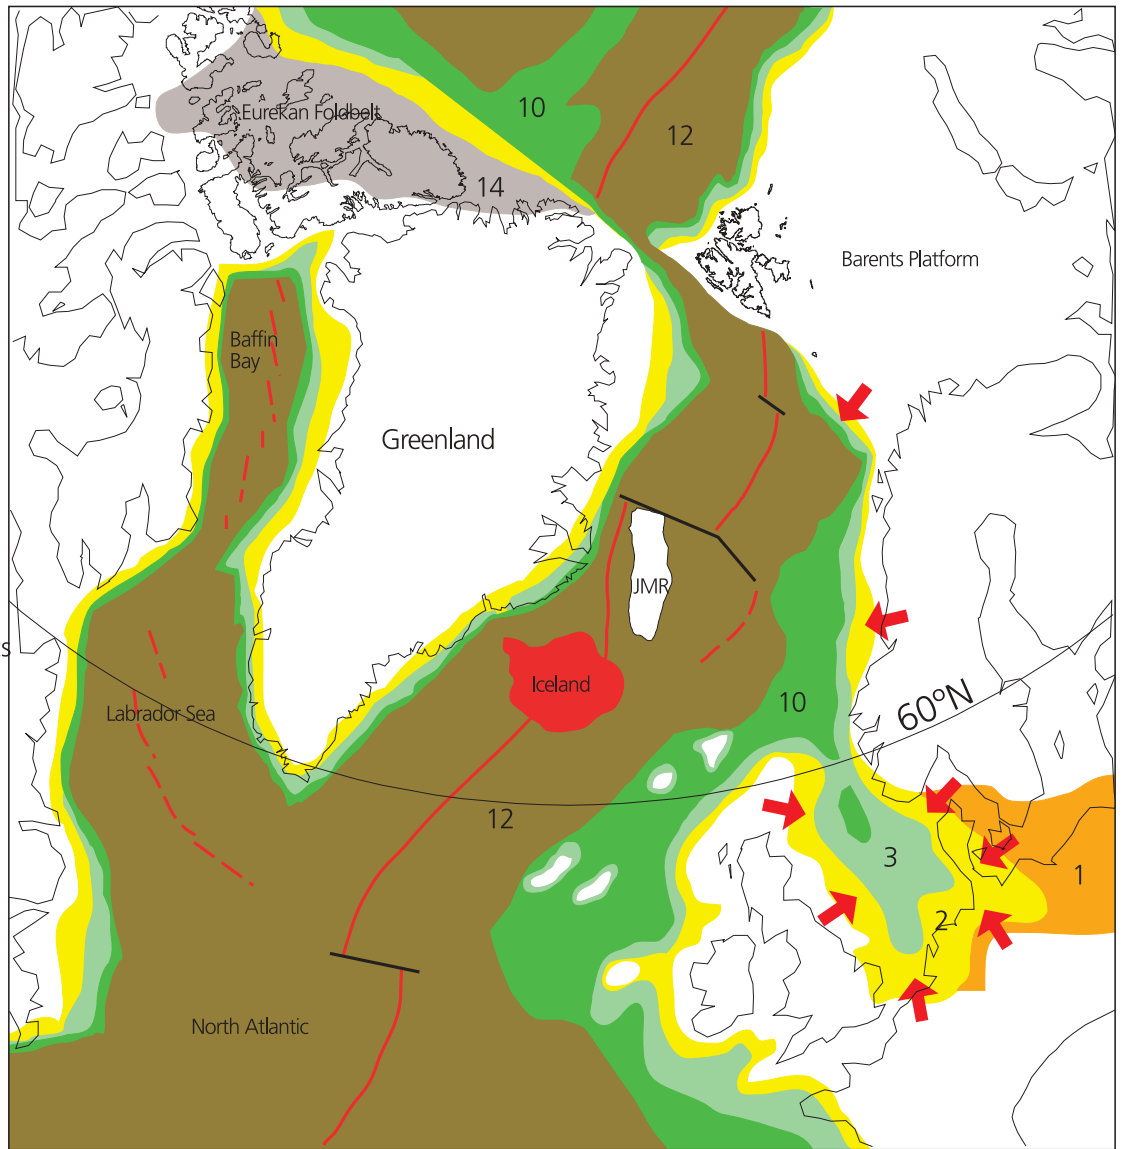 10
Eurekan Foldbelt
12
14
Barents Platform
Baffin
Bay
Greenland
JMR
s
Iceland
60°N
10
Labrador Sea
12
3
1
2
North Atlantic